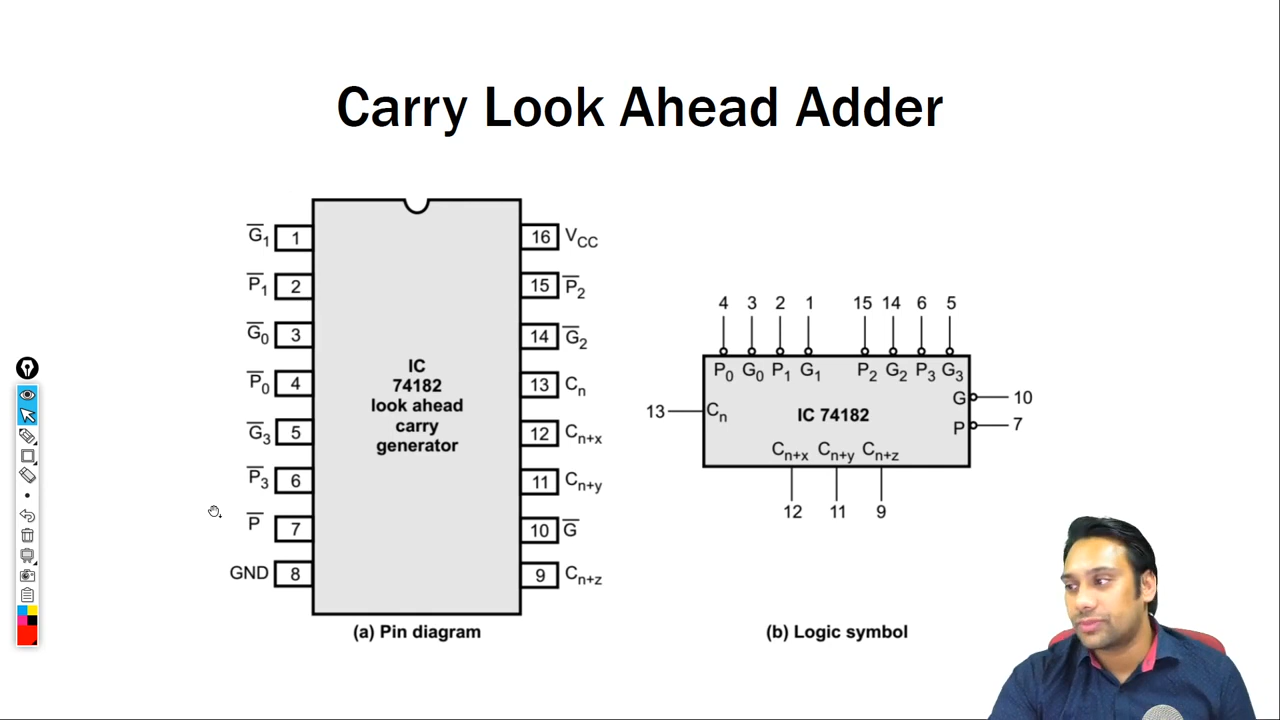 Carry Look Ahead Adder
G̅1 1
P̅1 2
G̅0 3
P̅0 4
G̅3 5
P̅3 6
P̅ 7
GND 8
IC
74182
look ahead
carry
generator
16 VCC
15 P̅2
14 G̅2
13 Cn
12 Cn+x
11 Cn+y
10 G̅
9 Cn+z
(a) Pin diagram
4 3 2 1 15 14 6 5
P0 G0 P1 G1 P2 G2 P3 G3
G 10
13 Cn IC 74182
P 7
Cn+x Cn+y Cn+z
12 11 9
(b) Logic symbol